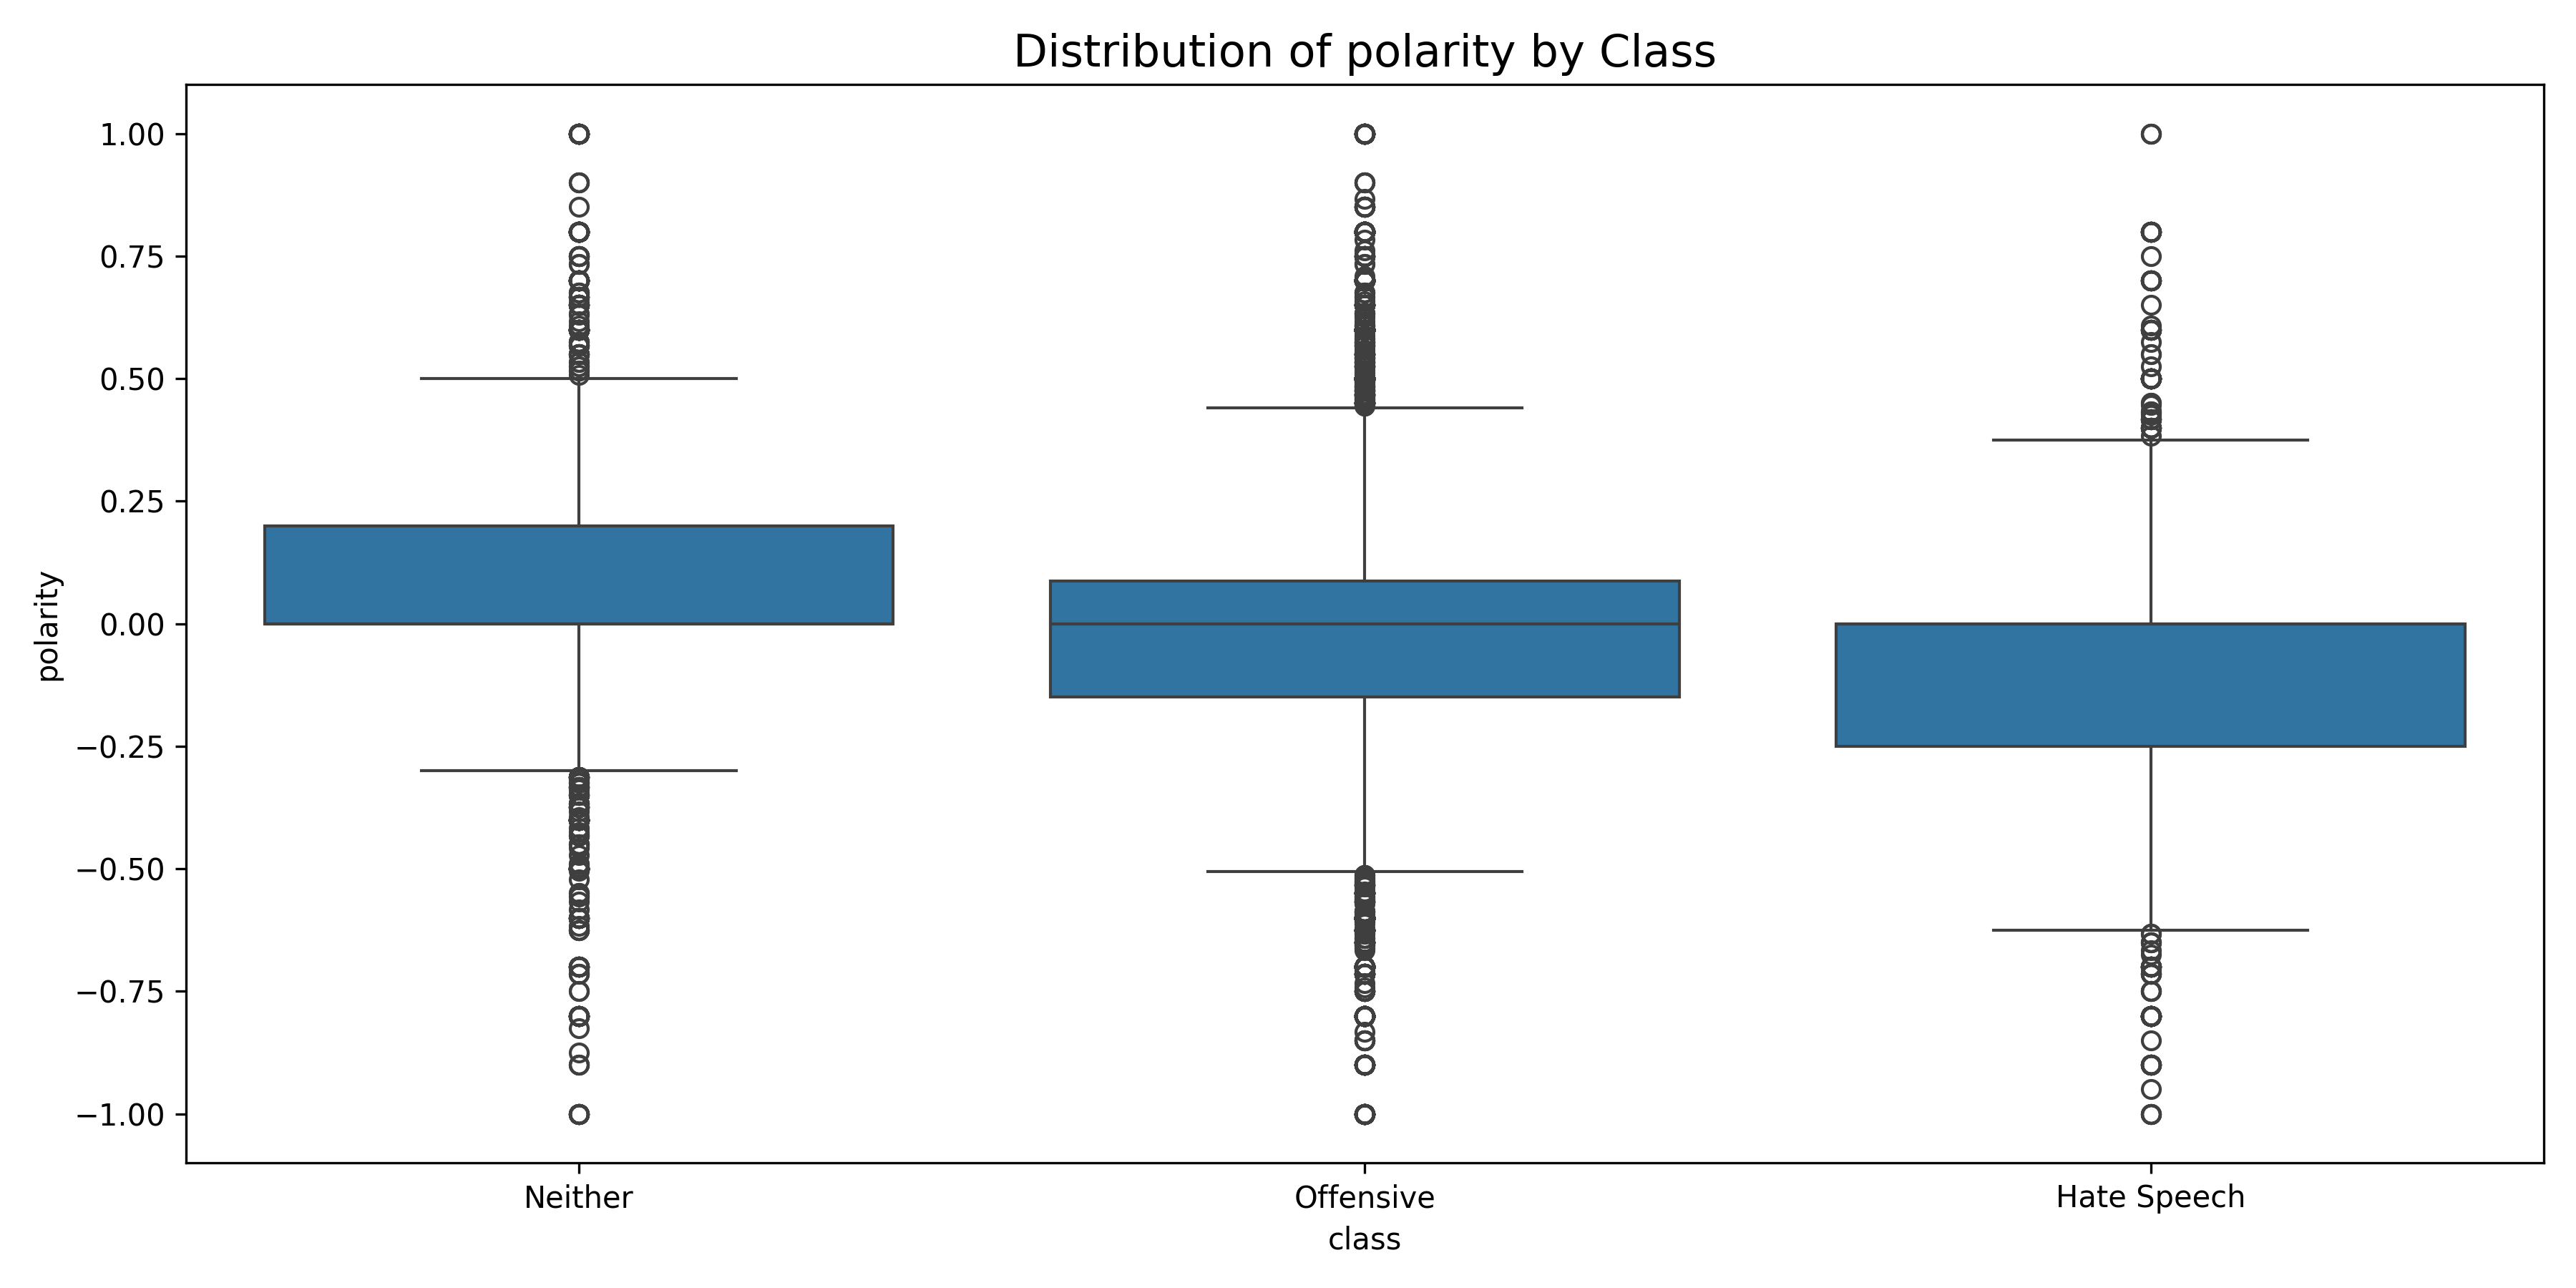 Distribution of polarity by Class
polarity
1.00
0.75
0.50
0.25
0.00
−0.25
−0.50
−0.75
−1.00
Neither
Offensive
Hate Speech
class